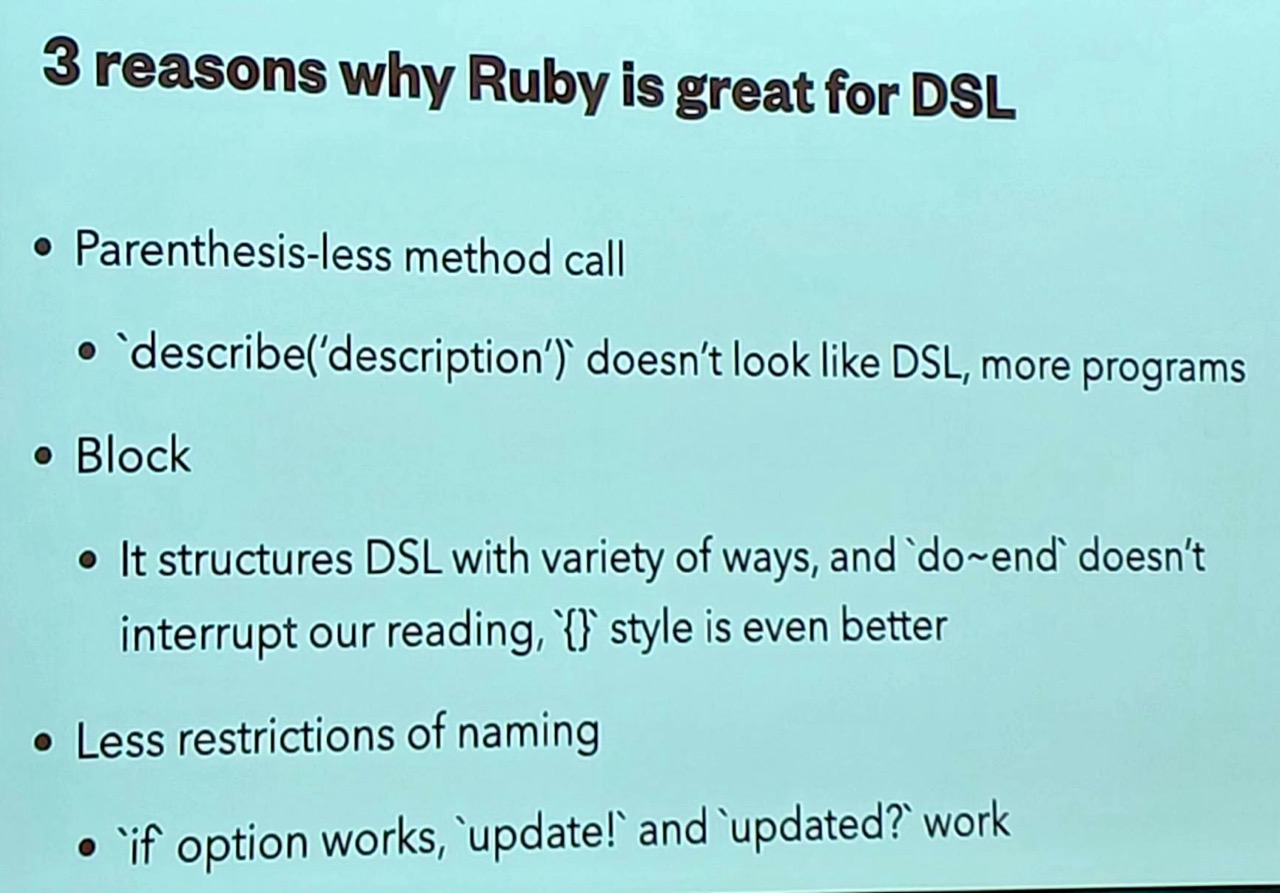 3 reasons why Ruby is great for DSL
• Parenthesis-less method call
• `describe('description')` doesn't look like DSL, more programs
• Block
• It structures DSL with variety of ways, and `do~end` doesn't
interrupt our reading, `{}` style is even better
• Less restrictions of naming
• `if` option works, `update!` and `updated?` work